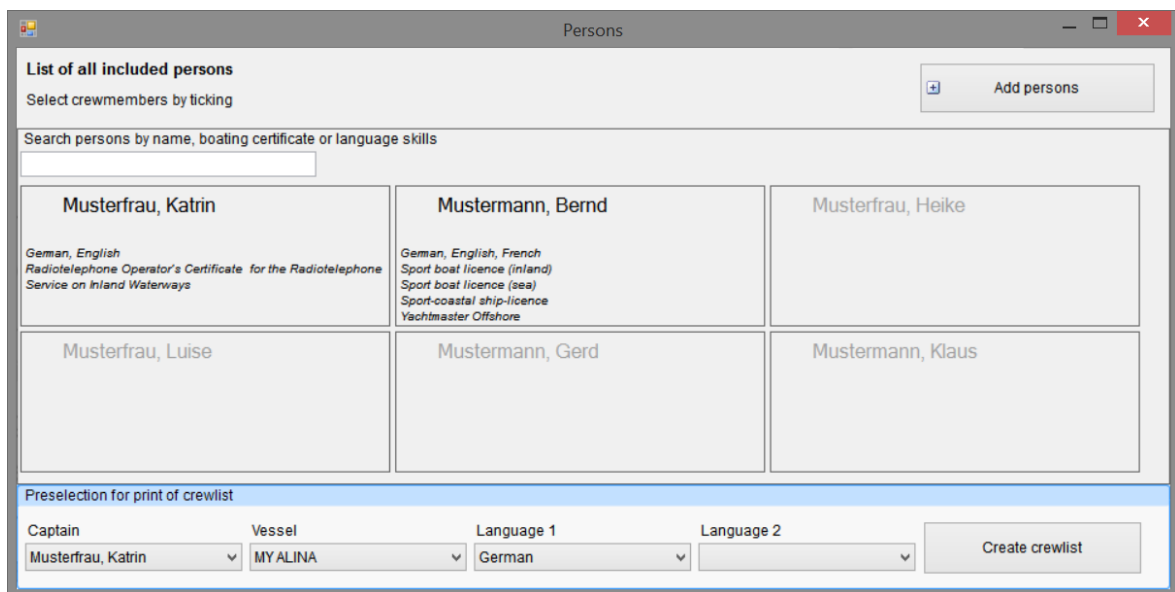 Persons
List of all included persons
Select crewmembers by ticking
Add persons
Search persons by name, boating certificate or language skills
Musterfrau, Katrin
German, English
Radiotelephone Operator's Certificate for the Radiotelephone
Service on Inland Waterways
Mustermann, Bernd
German, English, French
Sport boat licence (inland)
Sport boat licence (sea)
Sport-coastal ship-licence
Yachtmaster Offshore
Musterfrau, Heike
Musterfrau, Luise
Mustermann, Gerd
Mustermann, Klaus
Preselection for print of crewlist
Captain
Musterfrau, Katrin
Vessel
MY ALINA
Language 1
German
Language 2
Create crewlist